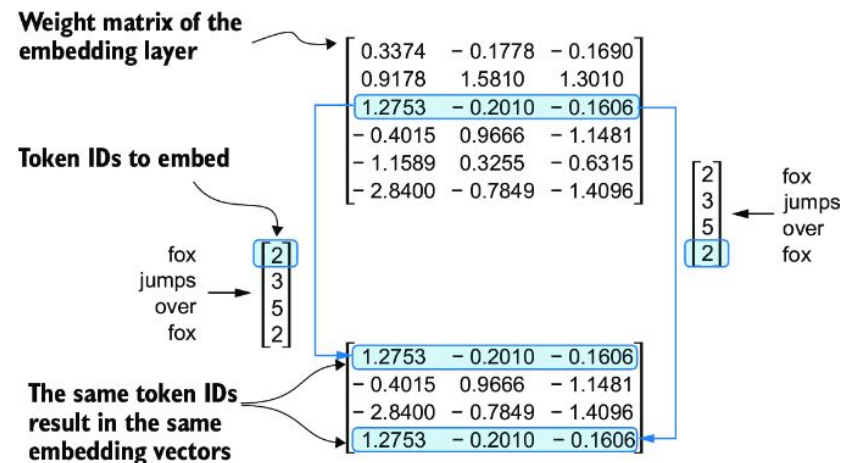 Weight matrix of the
embedding layer
0.3374 − 0.1778 − 0.1690
0.9178 1.5810 1.3010
1.2753 − 0.2010 − 0.1606
− 0.4015 0.9666 − 1.1481
− 1.1589 0.3255 − 0.6315
− 2.8400 − 0.7849 − 1.4096
Token IDs to embed
fox 2
jumps 3
over 5
fox 2
2 fox
3 jumps
5 over
2 fox
1.2753 − 0.2010 − 0.1606
− 0.4015 0.9666 − 1.1481
− 2.8400 − 0.7849 − 1.4096
1.2753 − 0.2010 − 0.1606
The same token IDs
result in the same
embedding vectors